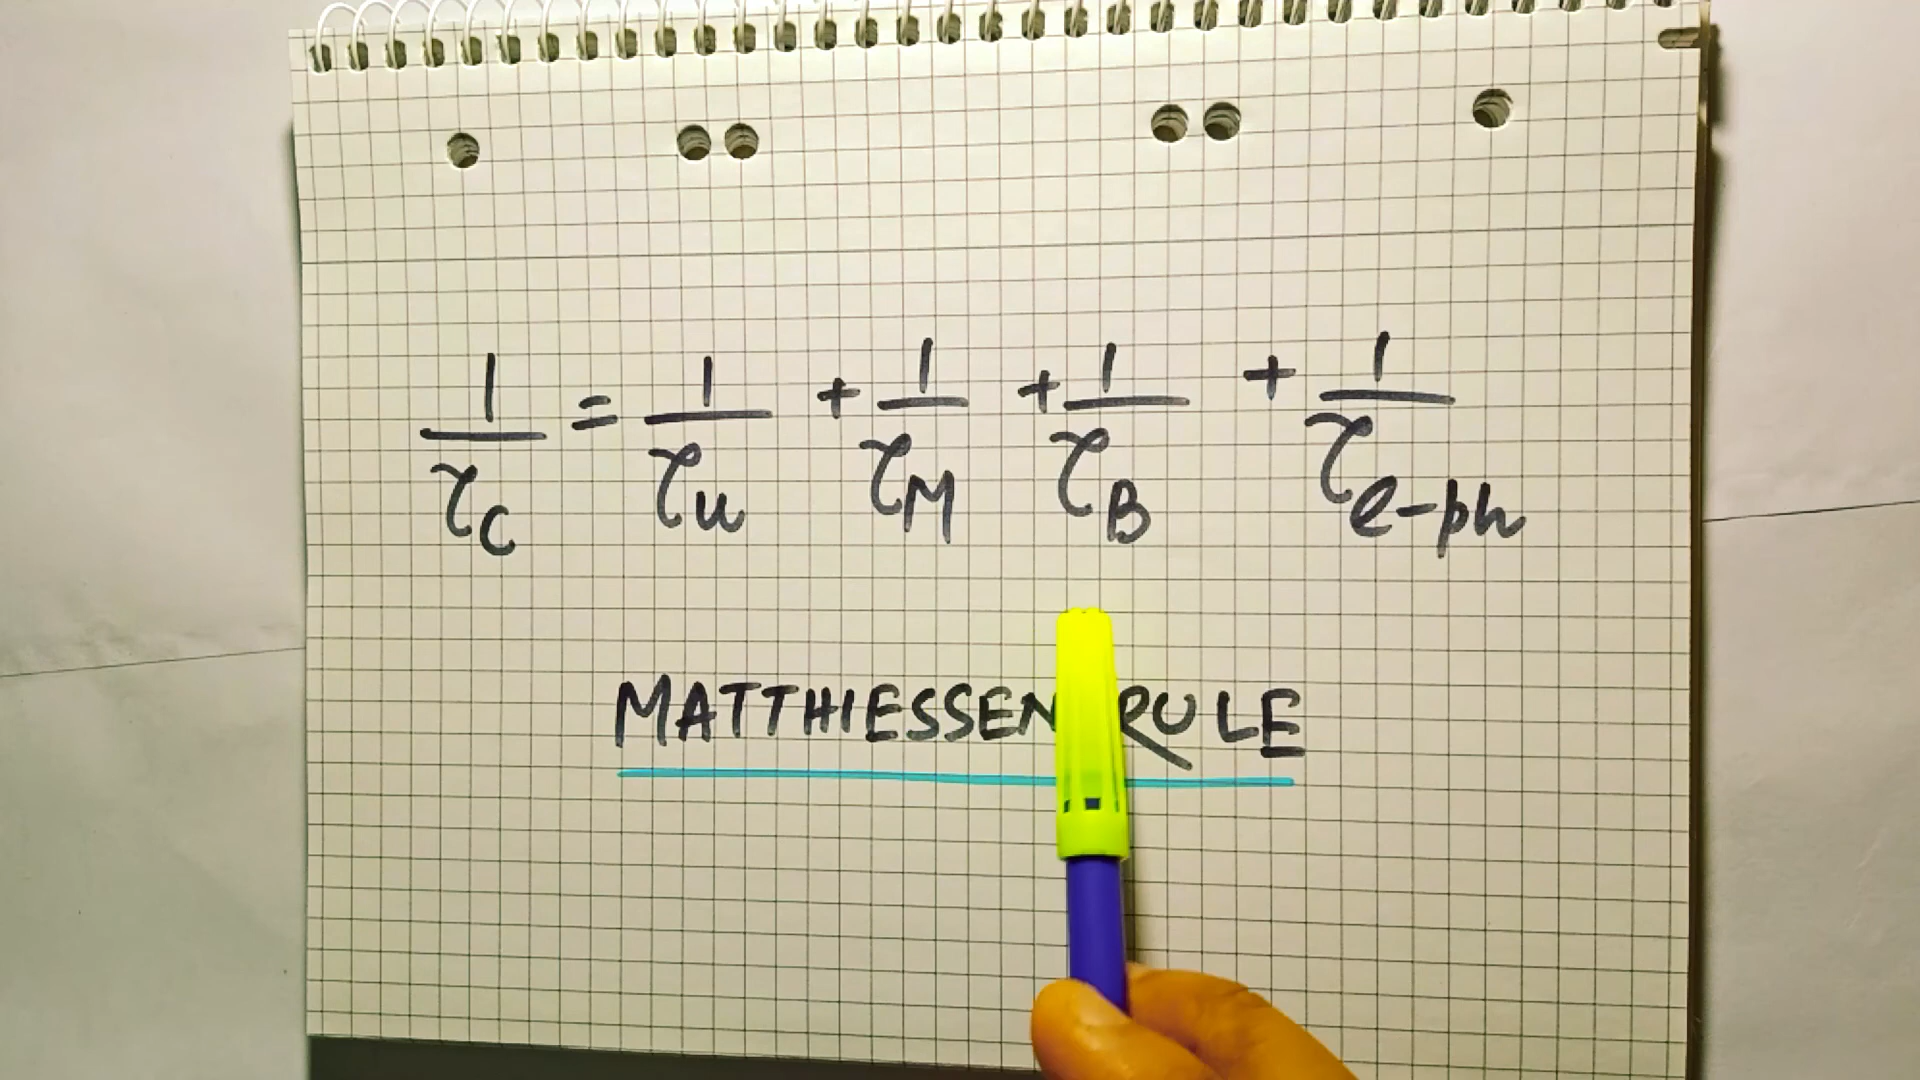 1/τC = 1/τu + 1/τM + 1/τB + 1/τe-ph
MATTHIESSEN RULE